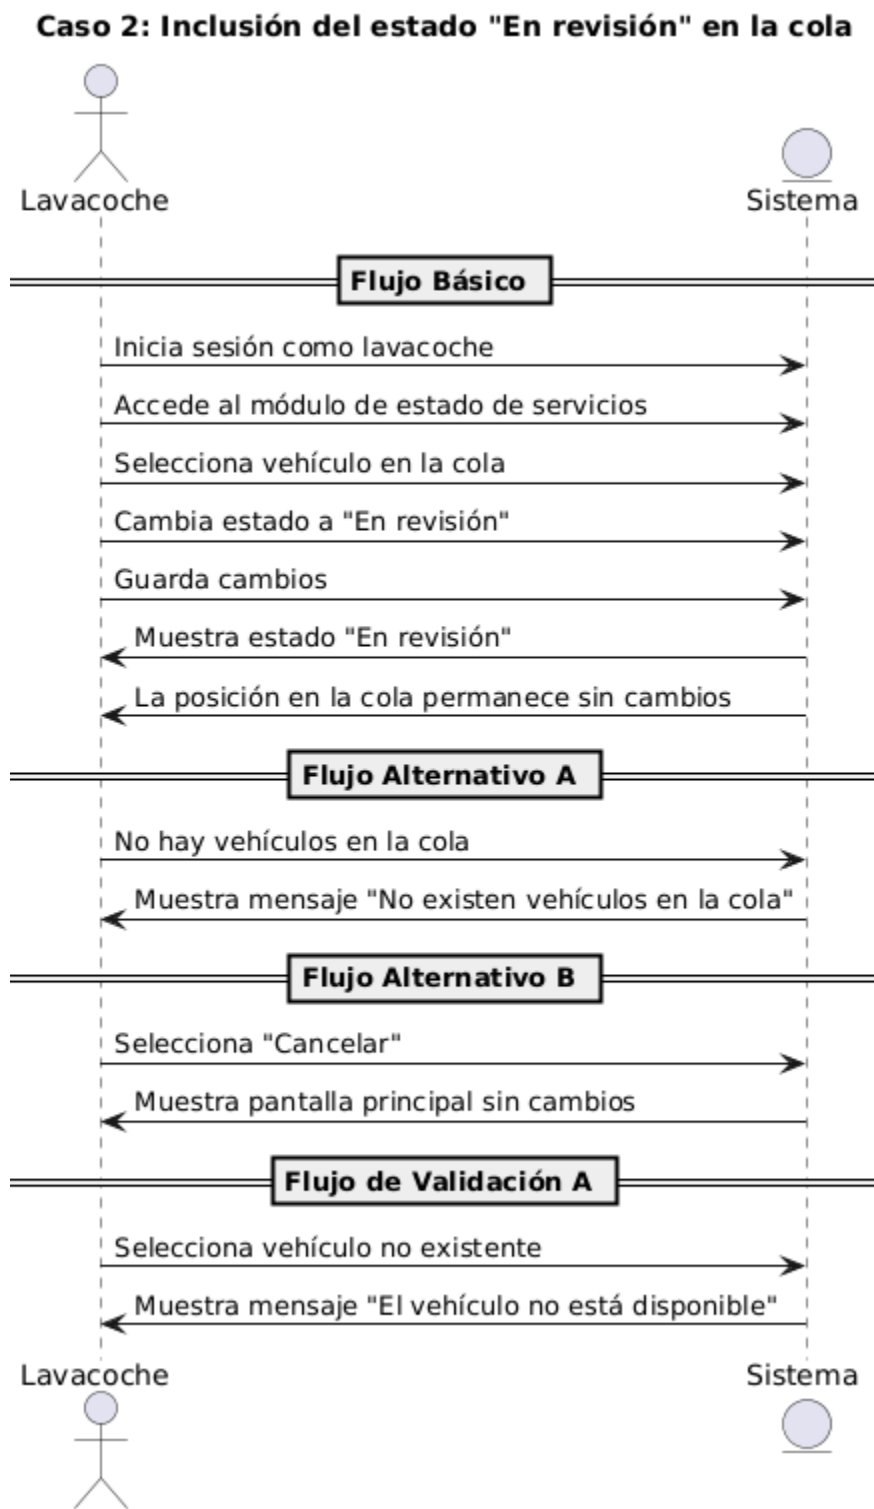 Caso 2: Inclusión del estado "En revisión" en la cola
Lavacoche
Sistema
Flujo Básico
Inicia sesión como lavacoche
Accede al módulo de estado de servicios
Selecciona vehículo en la cola
Cambia estado a "En revisión"
Guarda cambios
Muestra estado "En revisión"
La posición en la cola permanece sin cambios
Flujo Alternativo A
No hay vehículos en la cola
Muestra mensaje "No existen vehículos en la cola"
Flujo Alternativo B
Selecciona "Cancelar"
Muestra pantalla principal sin cambios
Flujo de Validación A
Selecciona vehículo no existente
Muestra mensaje "El vehículo no está disponible"
Lavacoche
Sistema